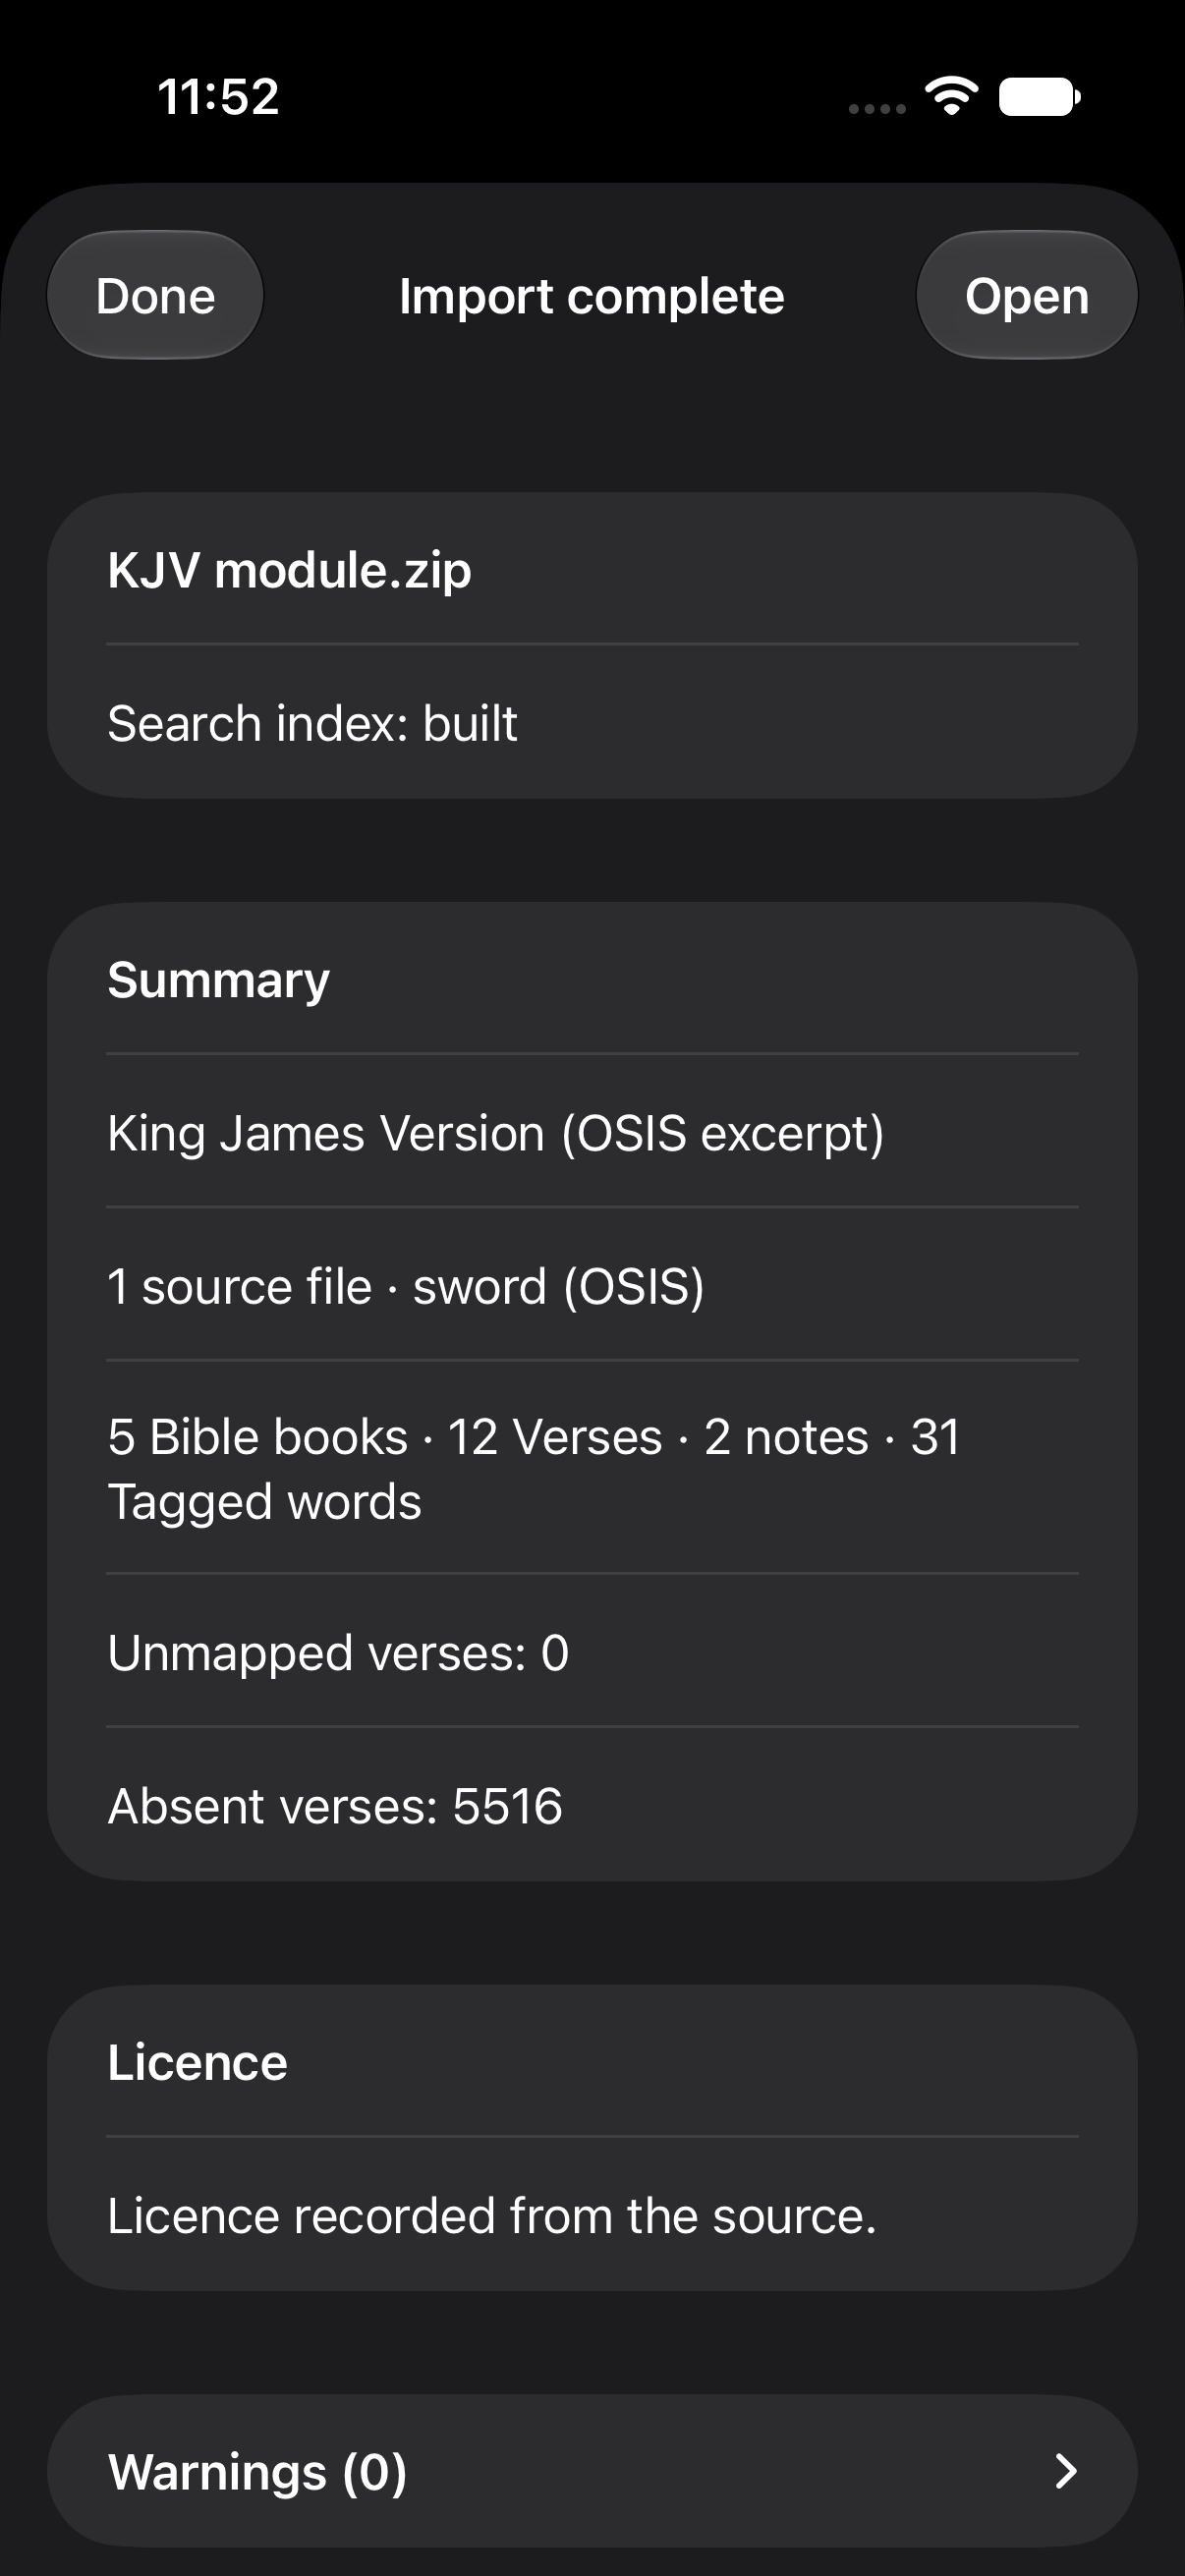 11:52
Done
Import complete
Open
KJV module.zip
Search index: built
Summary
King James Version (OSIS excerpt)
1 source file · sword (OSIS)
5 Bible books · 12 Verses · 2 notes · 31
Tagged words
Unmapped verses: 0
Absent verses: 5516
Licence
Licence recorded from the source.
Warnings (0)